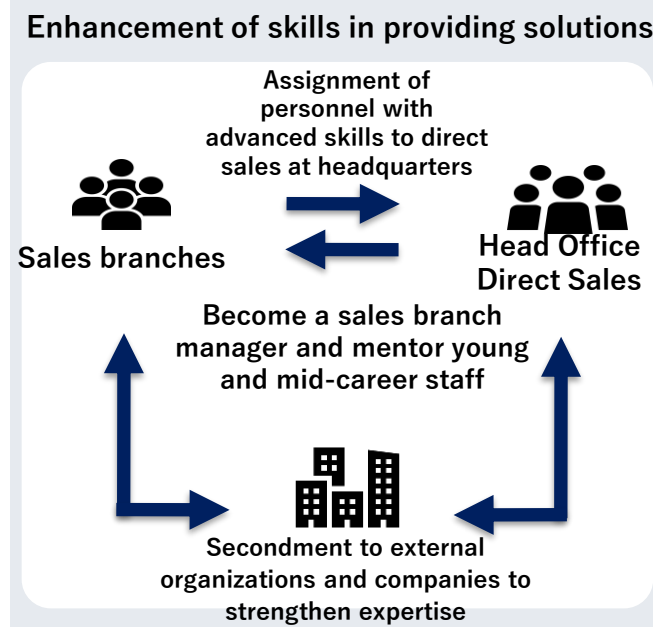 Enhancement of skills in providing solutions
Assignment of
personnel with
advanced skills to direct
sales at headquarters
Sales branches
Head Office
Direct Sales
Become a sales branch
manager and mentor young
and mid-career staff
Secondment to external
organizations and companies to
strengthen expertise